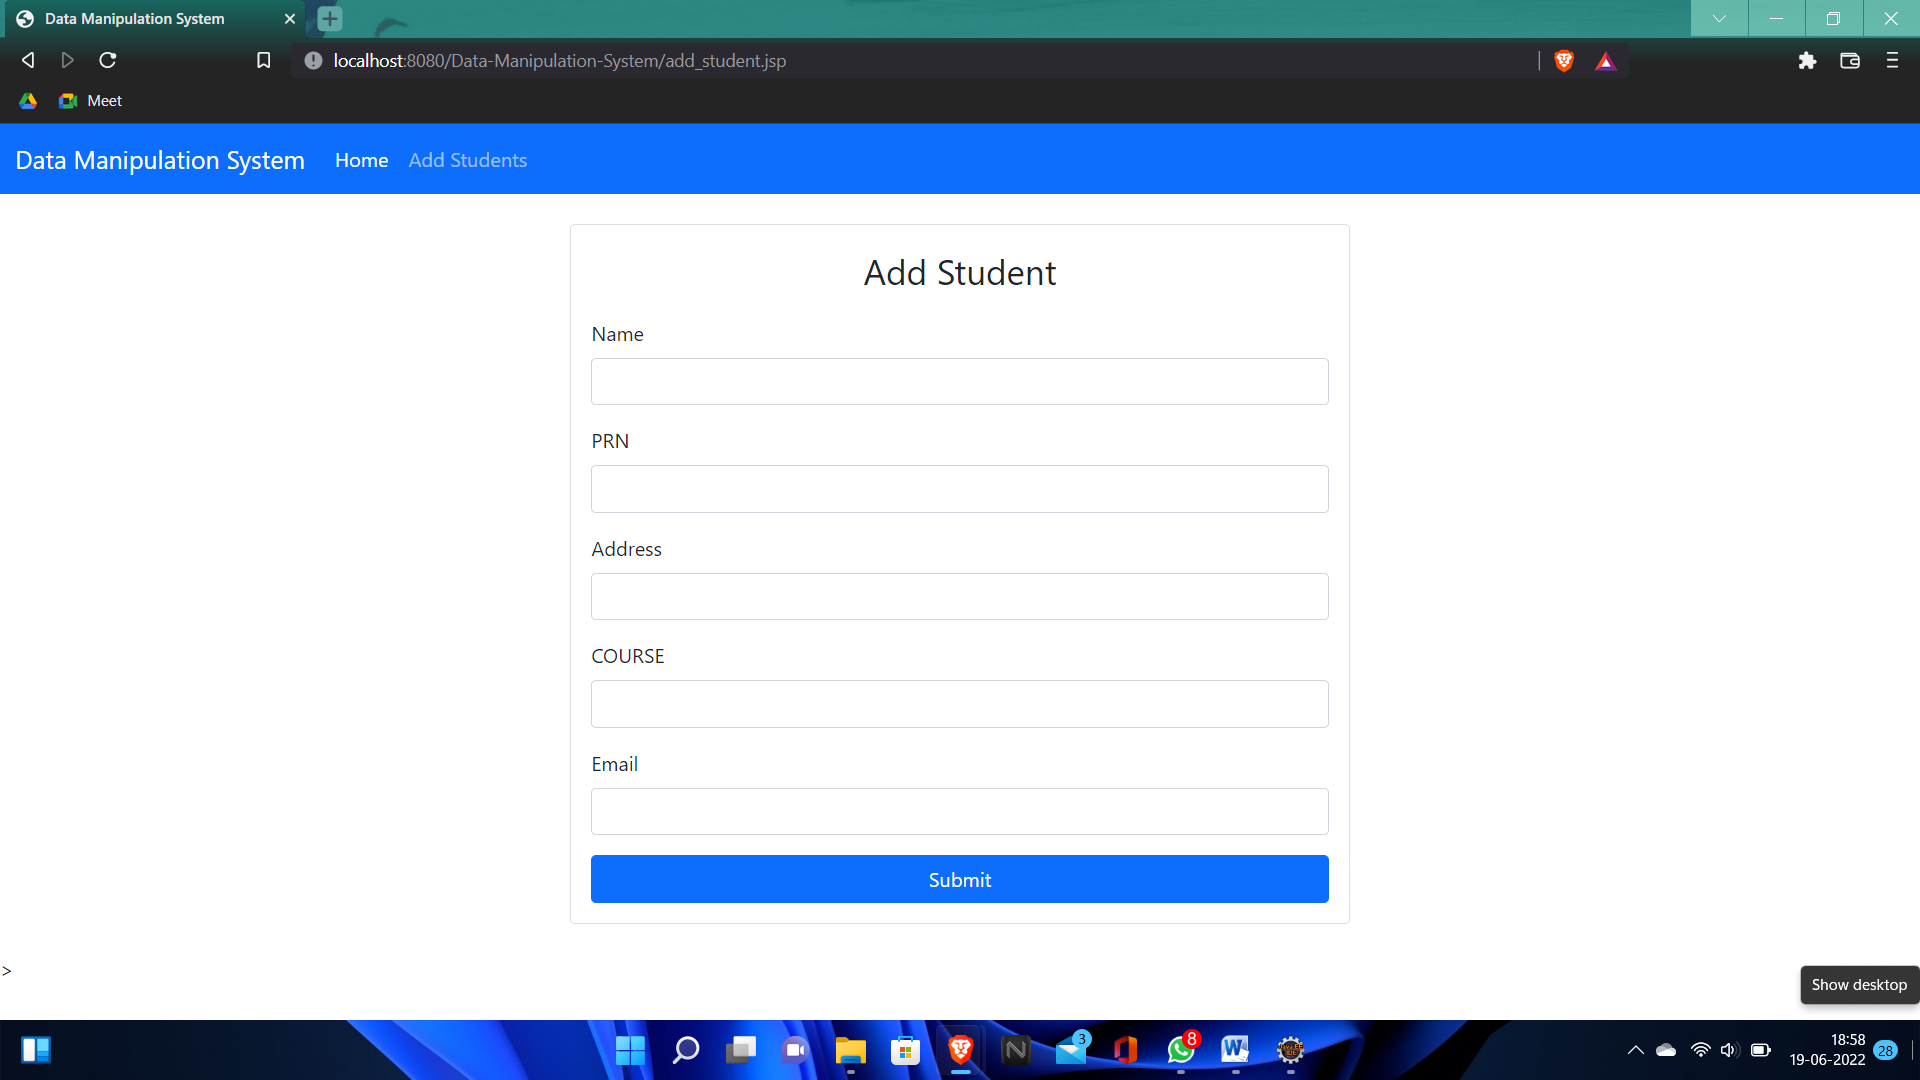 Data Manipulation System
localhost:8080/Data-Manipulation-System/add_student.jsp
Meet
Data Manipulation System Home Add Students
Add Student
Name
PRN
Address
COURSE
Email
Submit
>
Show desktop
3
8
18:58
19-06-2022
28